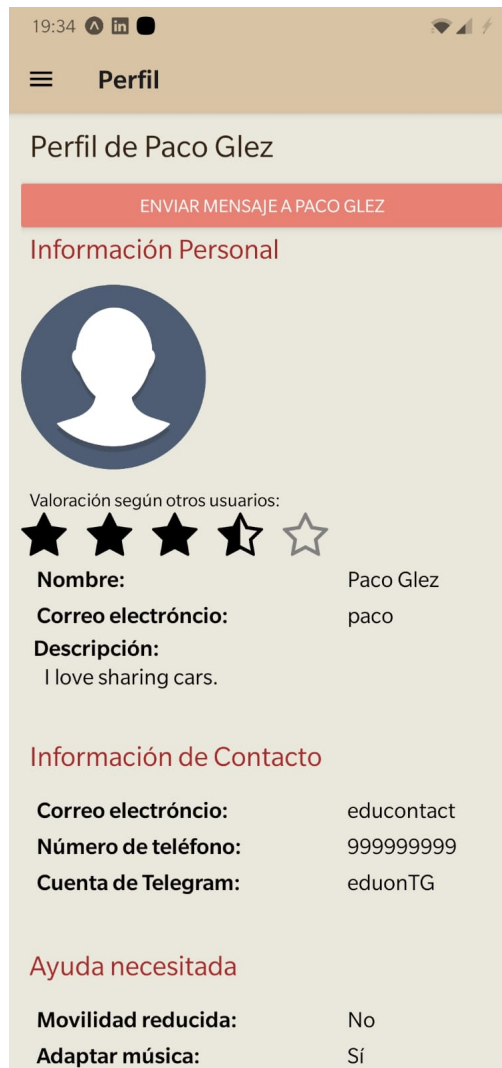 19:34
Perfil
Perfil de Paco Glez
ENVIAR MENSAJE A PACO GLEZ
Información Personal
Valoración según otros usuarios:
Nombre: Paco Glez
Correo electróncio: paco
Descripción:
I love sharing cars.
Información de Contacto
Correo electróncio: educontact
Número de teléfono: 999999999
Cuenta de Telegram: eduonTG
Ayuda necesitada
Movilidad reducida: No
Adaptar música: Sí